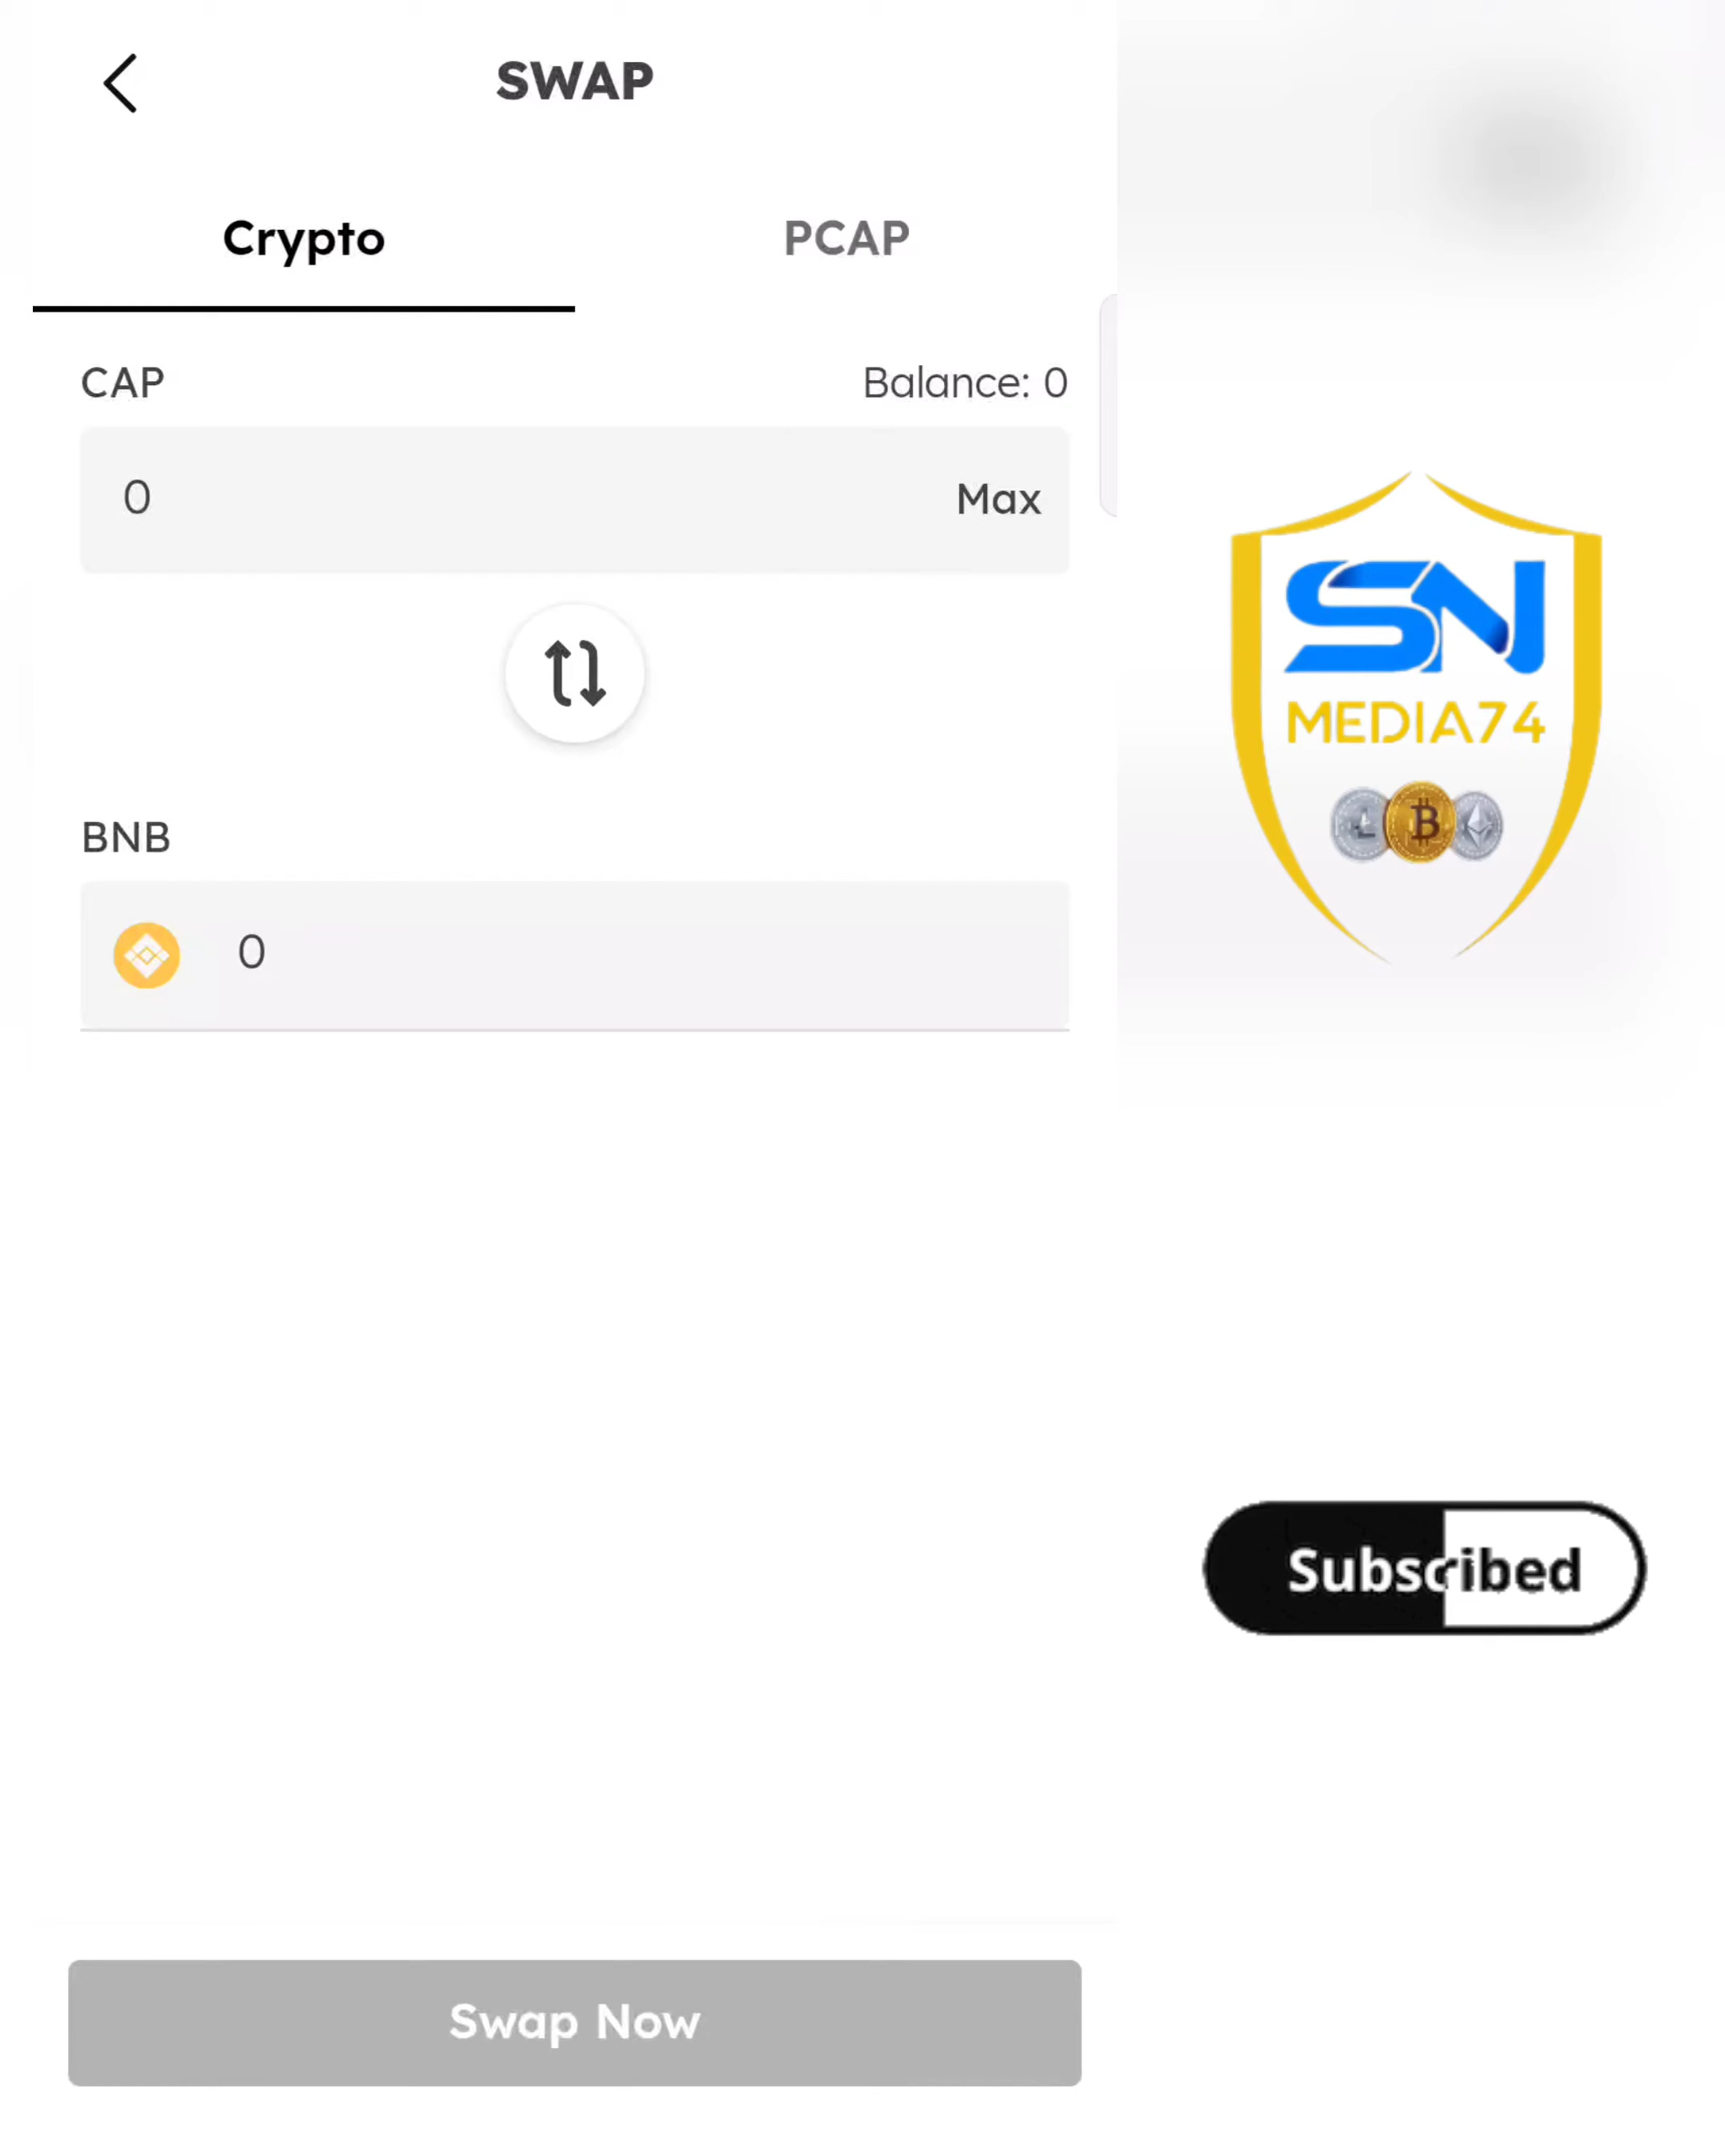 SWAP
Crypto
PCAP
CAP
Balance: 0
0
Max
BNB
0
Swap Now
SN
MEDIA74
Subscribed